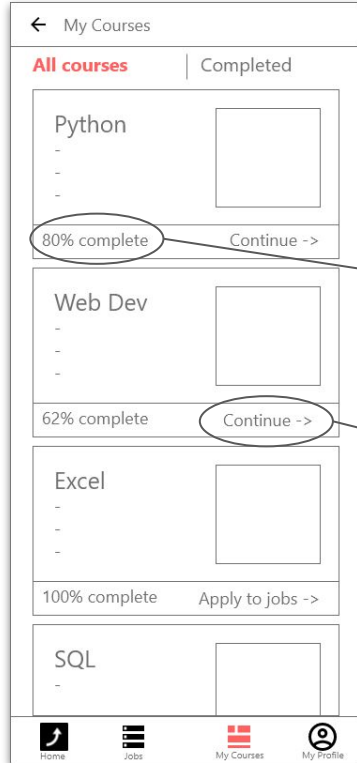 ← My Courses
All courses | Completed
Python
-
-
-
80% complete Continue ->
Web Dev
-
-
-
62% complete Continue ->
Excel
-
-
-
100% complete Apply to jobs ->
SQL
-
Home Jobs My Courses My Profile